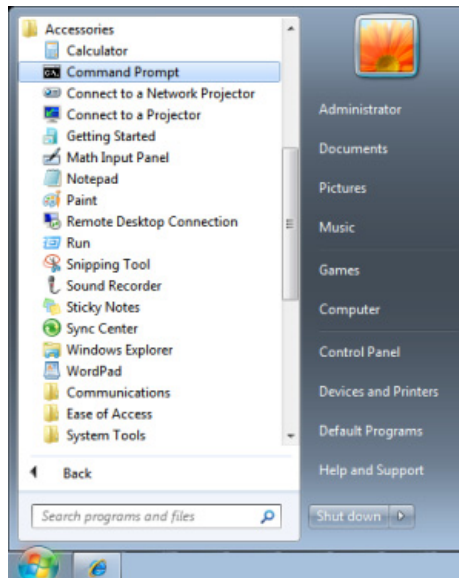 Accessories
Calculator
Command Prompt
Connect to a Network Projector
Connect to a Projector
Getting Started
Math Input Panel
Notepad
Paint
Remote Desktop Connection
Run
Snipping Tool
Sound Recorder
Sticky Notes
Sync Center
Windows Explorer
WordPad
Communications
Ease of Access
System Tools
Back
Search programs and files
Administrator
Documents
Pictures
Music
Games
Computer
Control Panel
Devices and Printers
Default Programs
Help and Support
Shut down